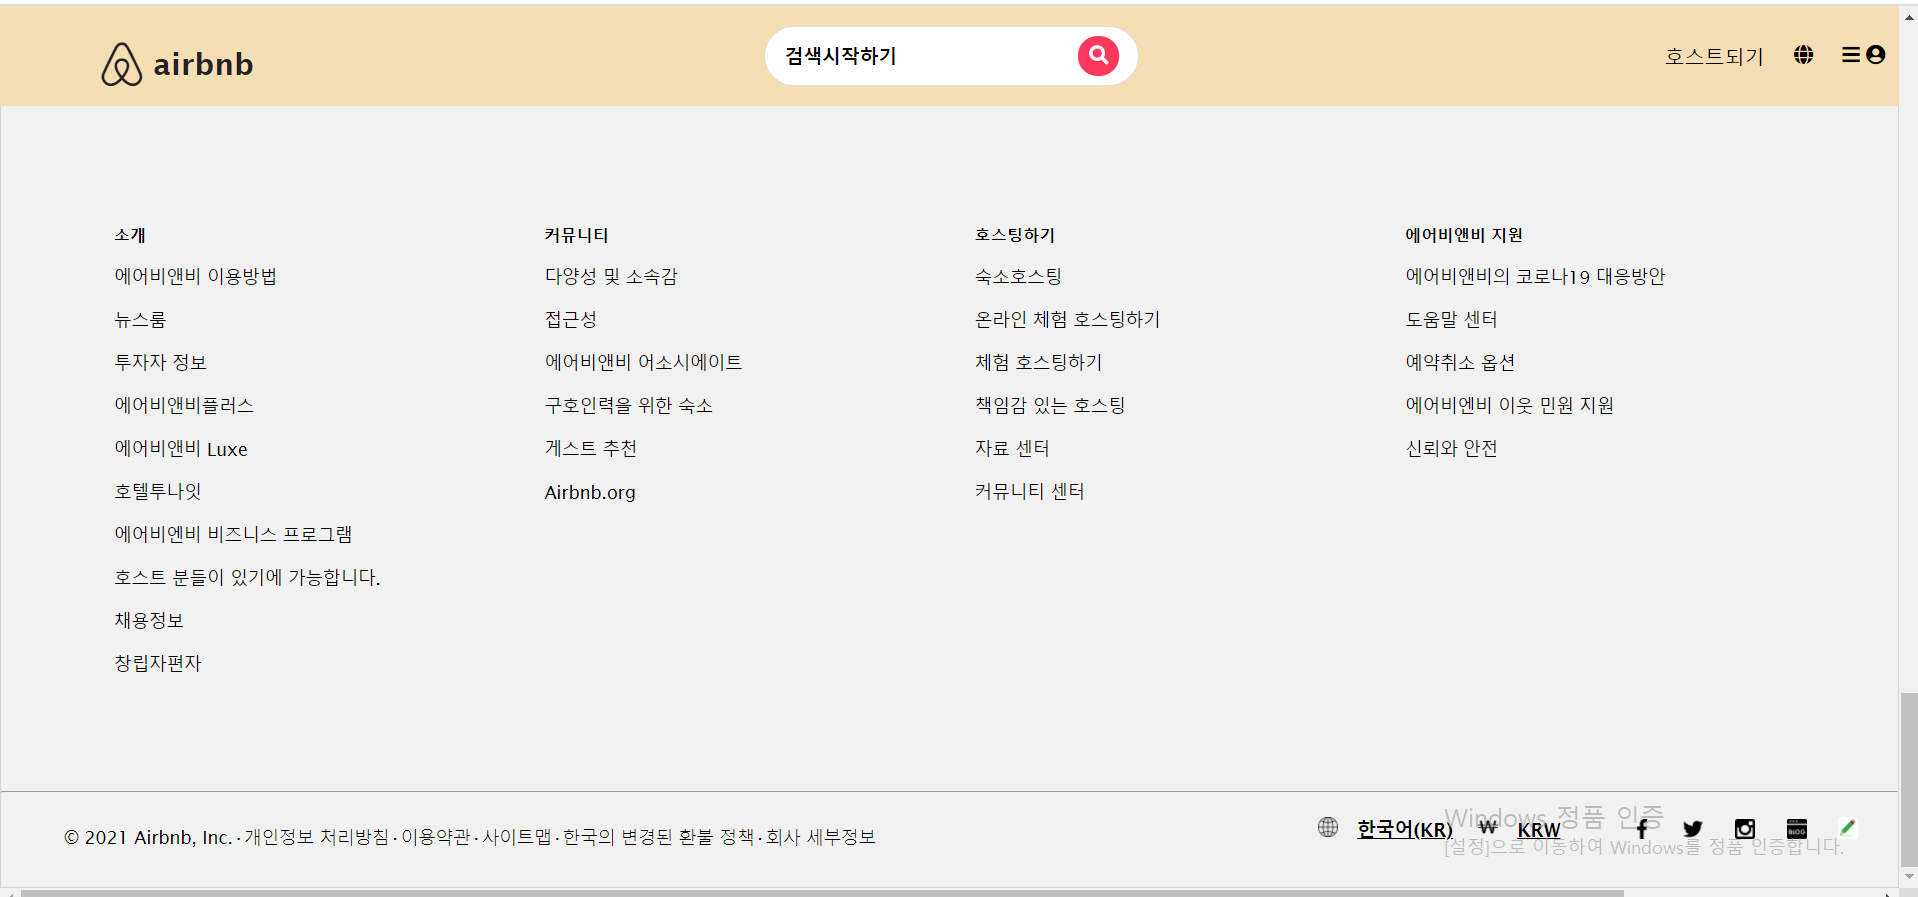 airbnb
검색시작하기
호스트되기
소개
에어비앤비 이용방법
뉴스룸
투자자 정보
에어비앤비플러스
에어비앤비 Luxe
호텔투나잇
에어비엔비 비즈니스 프로그램
호스트 분들이 있기에 가능합니다.
채용정보
창립자편자
커뮤니티
다양성 및 소속감
접근성
에어비앤비 어소시에이트
구호인력을 위한 숙소
게스트 추천
Airbnb.org
호스팅하기
숙소호스팅
온라인 체험 호스팅하기
체험 호스팅하기
책임감 있는 호스팅
자료 센터
커뮤니티 센터
에어비앤비 지원
에어비앤비의 코로나19 대응방안
도움말 센터
예약취소 옵션
에어비엔비 이웃 민원 지원
신뢰와 안전
© 2021 Airbnb, Inc.·개인정보 처리방침·이용약관·사이트맵·한국의 변경된 환불 정책·회사 세부정보
한국어(KR) ₩ KRW
BLOG
Windows 정품 인증
[설정]으로 이동하여 Windows를 정품 인증합니다.